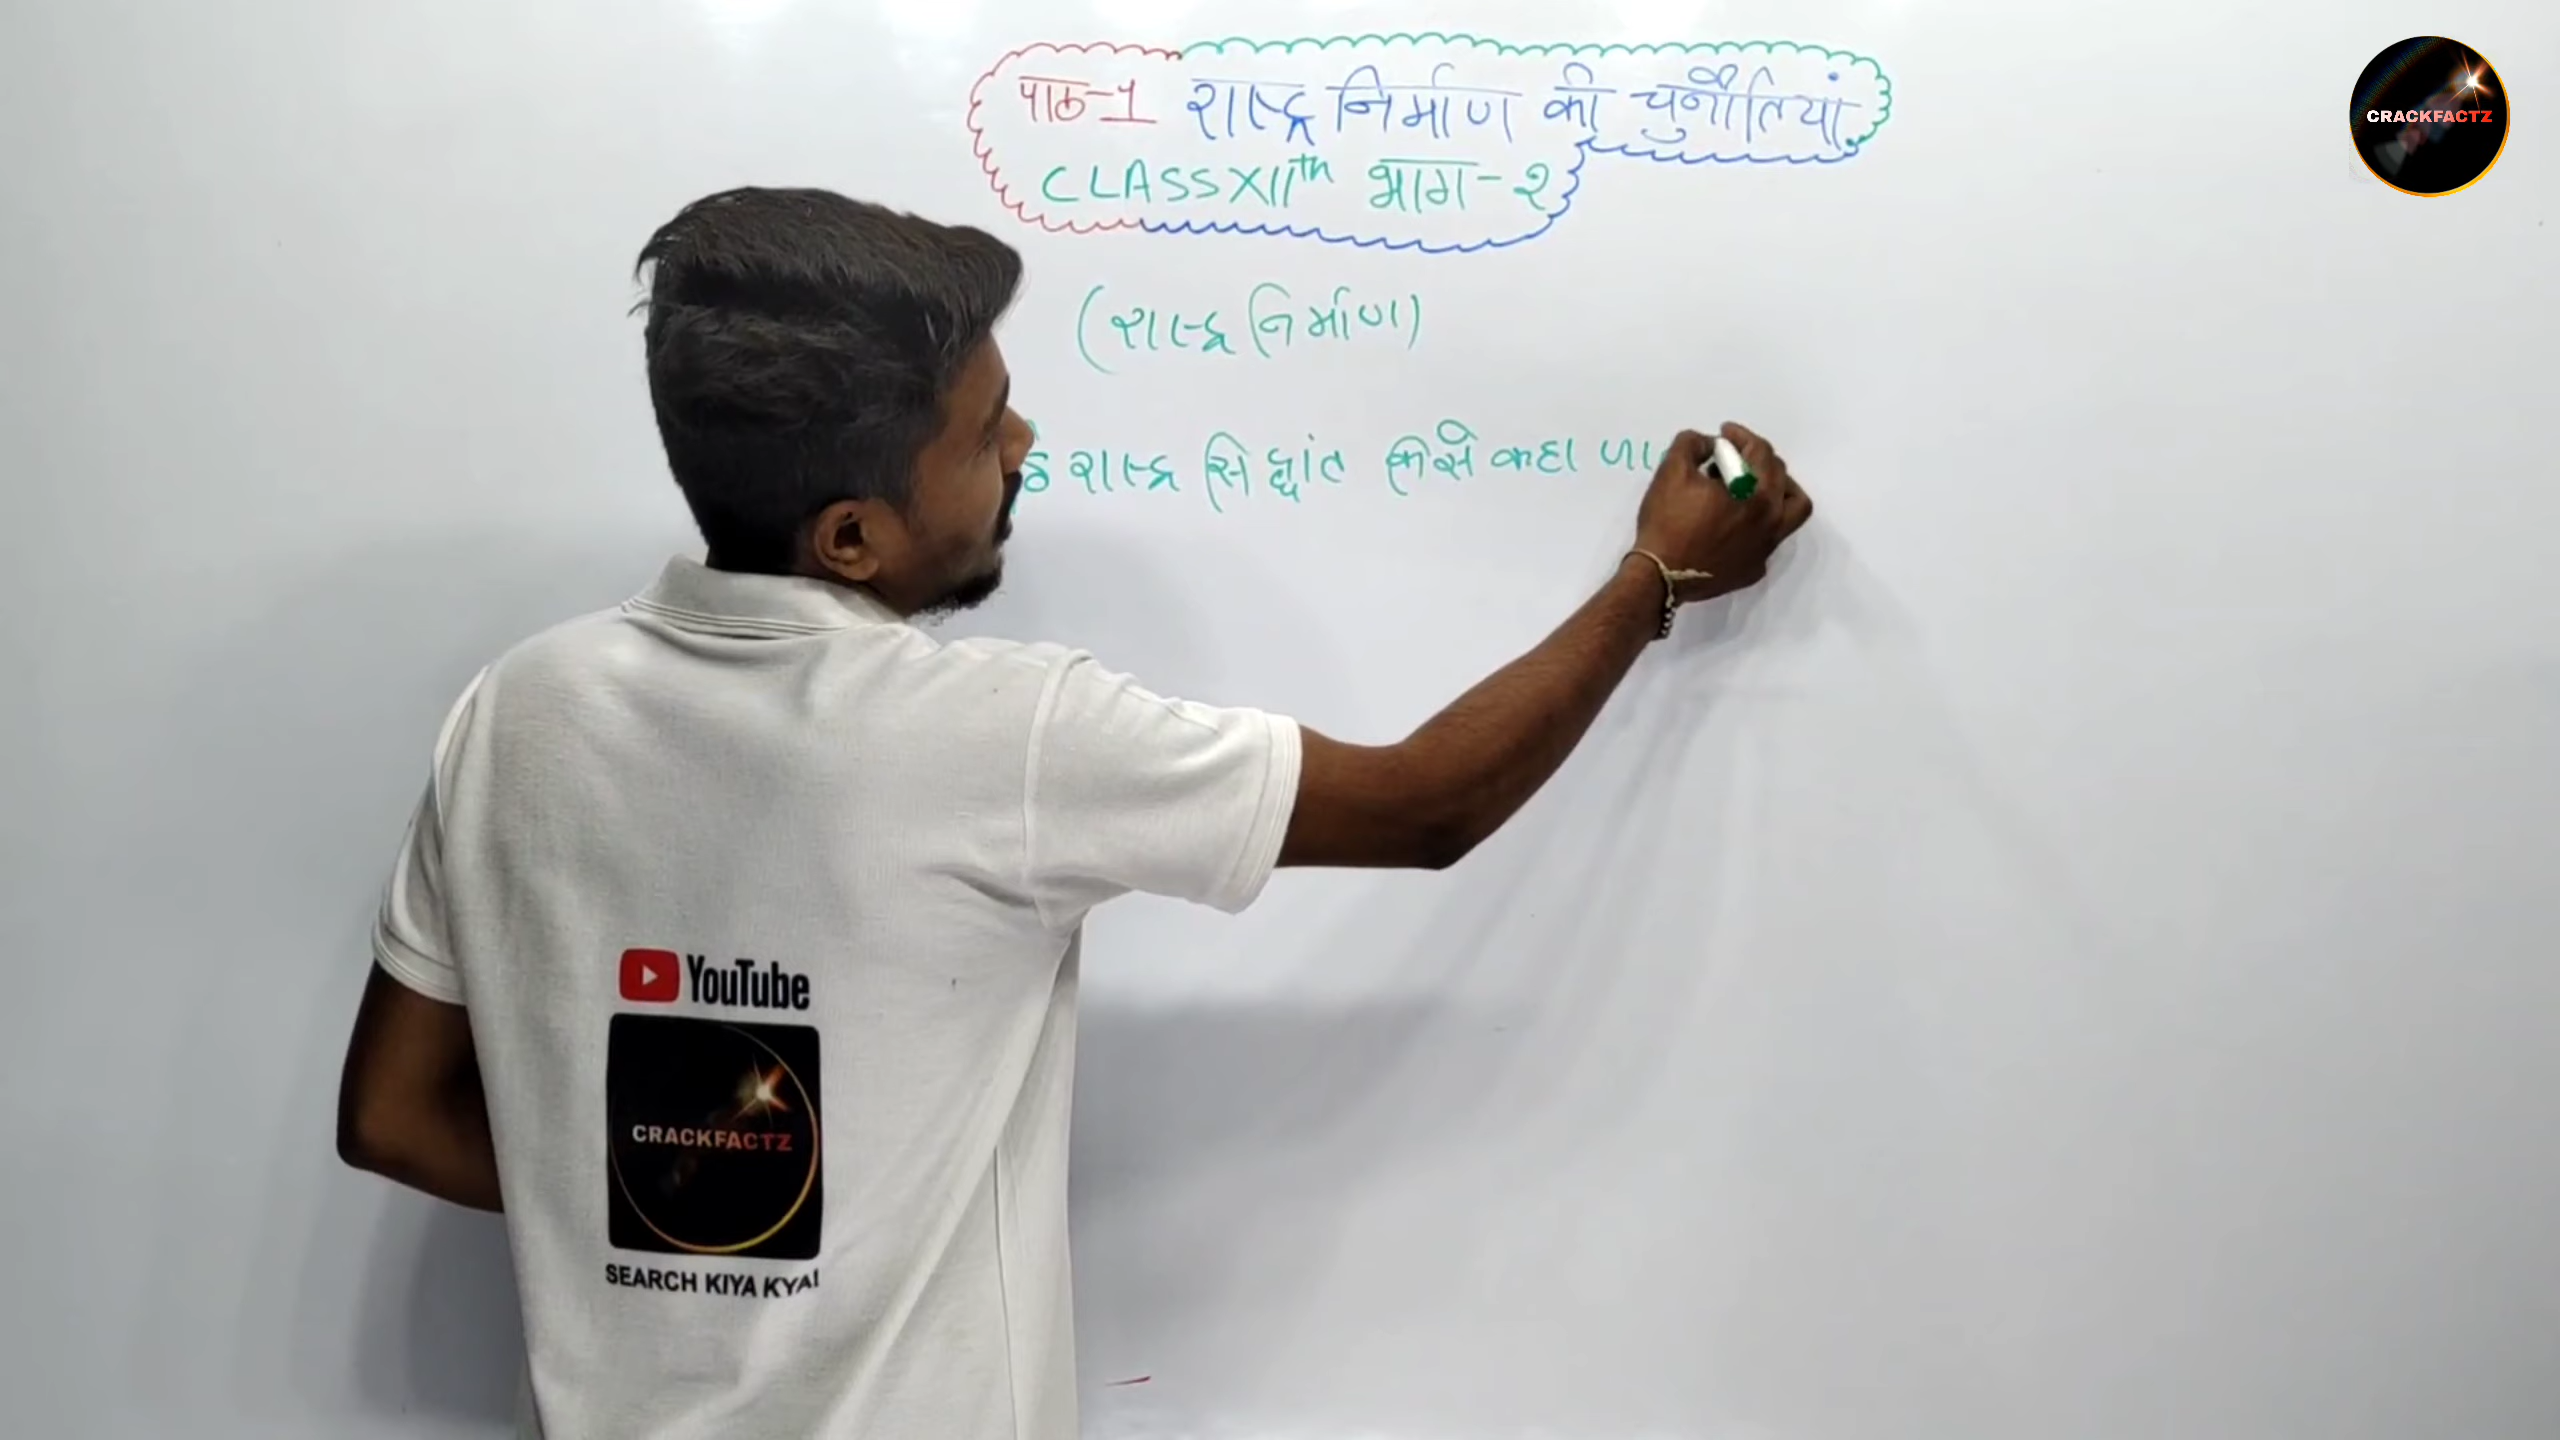 पाठ-1 राष्ट्र निर्माण की चुनौतियां
CLASS XIIth भाग-2
(राष्ट्र निर्माण)
राष्ट्र सिद्धांत किसे कहा
CRACKFACTZ
YouTube
CRACKFACTZ
SEARCH KIYA KYA!